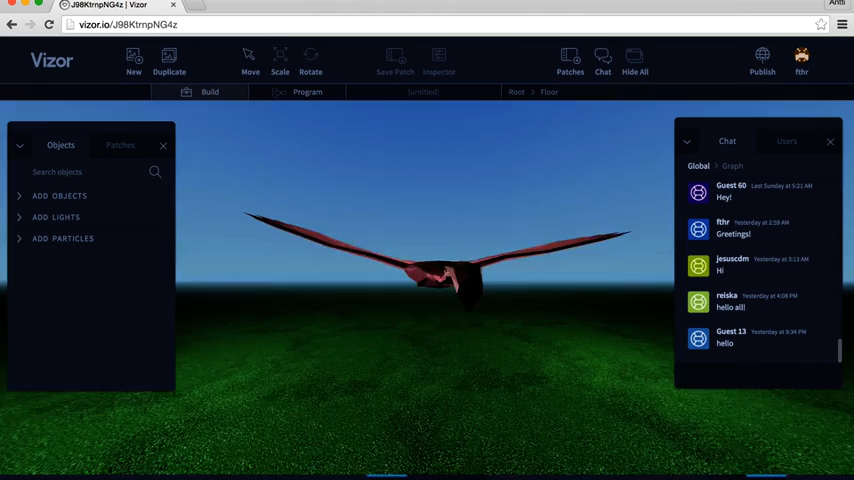 J98KtrnpNG4z | Vizor
Antti
vizor.io/J98KtrnpNG4z
Vizor
New
Duplicate
Move
Scale
Rotate
Save Patch
Inspector
Patches
Chat
Hide All
Publish
fthr
Build
Program
(untitled)
Root > Floor
Objects
Patches
Search objects
ADD OBJECTS
ADD LIGHTS
ADD PARTICLES
Chat
Users
Global > Graph
Guest 60 Last Sunday at 5:21 AM
Hey!
fthr Yesterday at 2:59 AM
Greetings!
jesuscdm Yesterday at 5:13 AM
Hi
reiska Yesterday at 4:08 PM
hello all!
Guest 13 Yesterday at 9:34 PM
hello